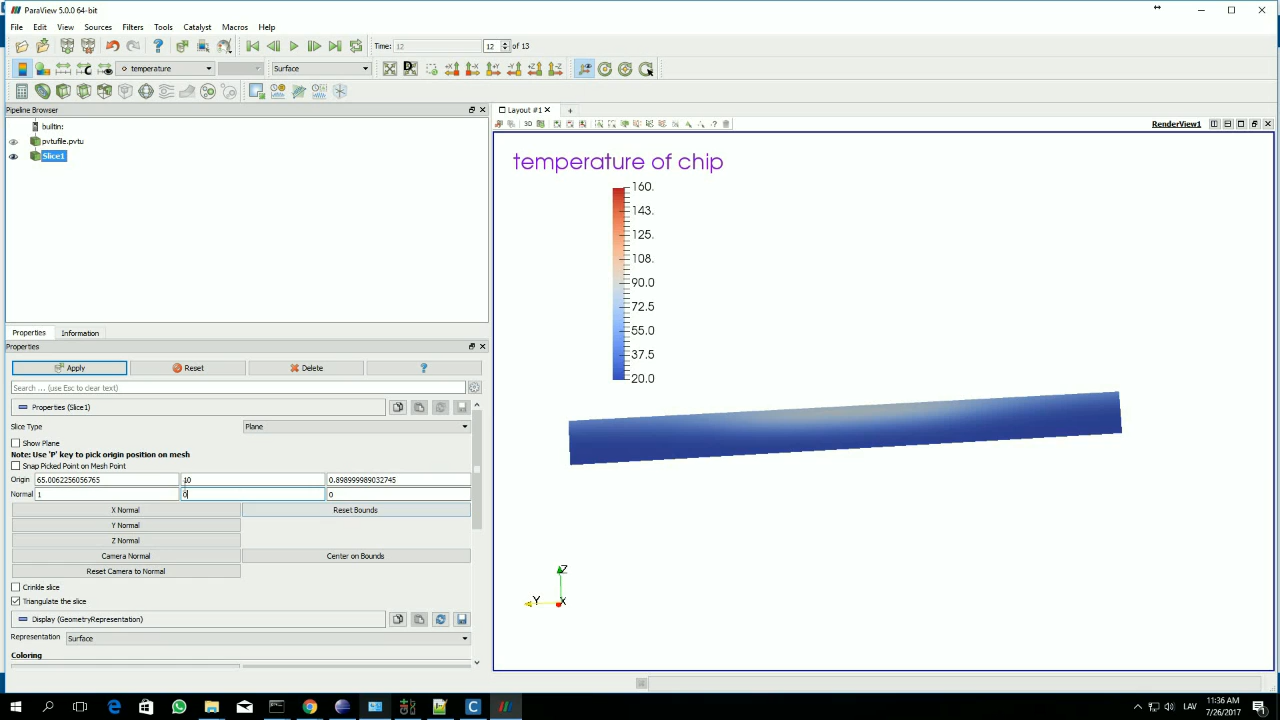 ParaView 5.0.0 64-bit
File Edit View Sources Filters Tools Catalyst Macros Help
Time: 12 12 of 13
temperature Surface
Pipeline Browser
builtin:
pvtufile.pvtu
Slice1
Layout #1
3D
RenderView1
temperature of chip
160.
143.
125.
108.
90.0
72.5
55.0
37.5
20.0
Z
Y
X
Properties Information
Properties
Apply Reset Delete ?
Search ... (use Esc to clear text)
Properties (Slice1)
Slice Type Plane
Show Plane
Note: Use 'P' key to pick origin position on mesh
Snap Picked Point on Mesh Point
Origin 65.0062256056765 10 0.898999989032745
Normal 1 0 0
X Normal Reset Bounds
Y Normal
Z Normal
Camera Normal Center on Bounds
Reset Camera to Normal
Crinkle slice
Triangulate the slice
Display (GeometryRepresentation)
Representation Surface
Coloring
LAV
11:36 AM
7/26/2017